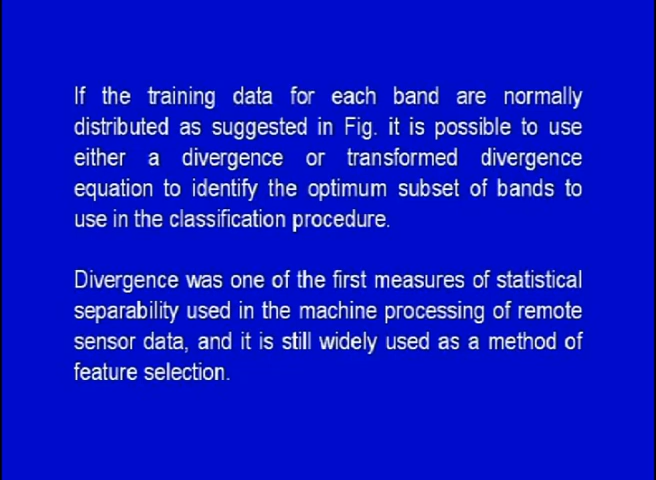 If the training data for each band are normally
distributed as suggested in Fig. it is possible to use
either a divergence or transformed divergence
equation to identify the optimum subset of bands to
use in the classification procedure.
Divergence was one of the first measures of statistical
separability used in the machine processing of remote
sensor data, and it is still widely used as a method of
feature selection.